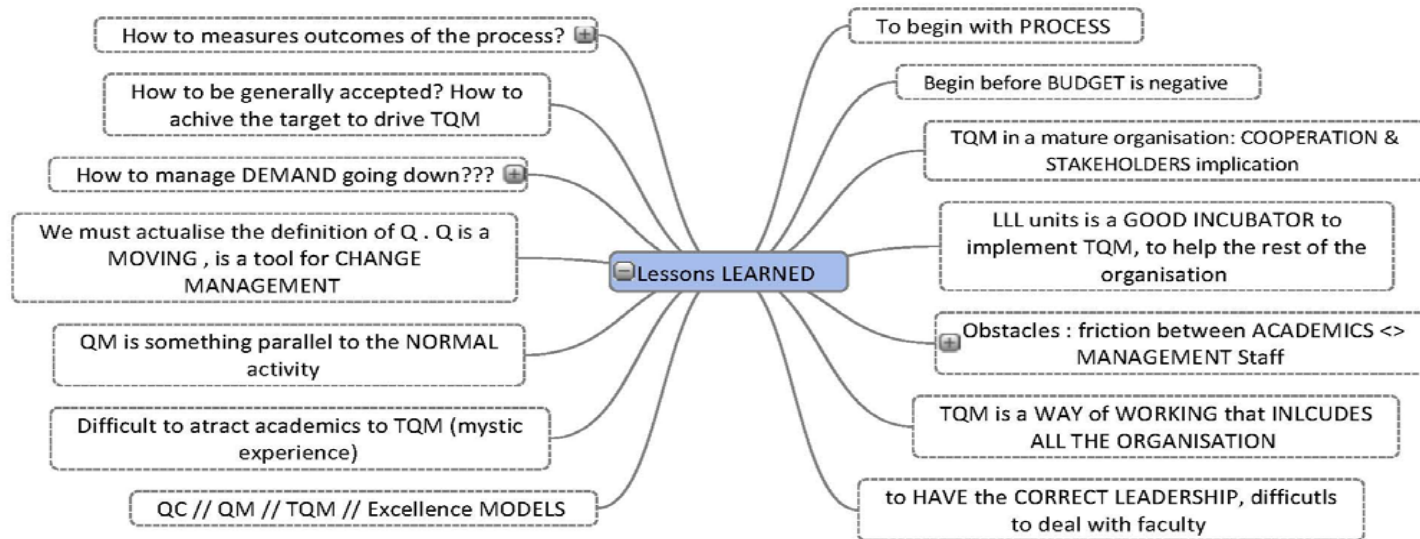 How to measures outcomes of the process?
How to be generally accepted? How to
achive the target to drive TQM
How to manage DEMAND going down???
We must actualise the definition of Q . Q is a
MOVING , is a tool for CHANGE
MANAGEMENT
QM is something parallel to the NORMAL
activity
Difficult to atract academics to TQM (mystic
experience)
QC // QM // TQM // Excellence MODELS
Lessons LEARNED
To begin with PROCESS
Begin before BUDGET is negative
TQM in a mature organisation: COOPERATION &
STAKEHOLDERS implication
LLL units is a GOOD INCUBATOR to
implement TQM, to help the rest of the
organisation
Obstacles : friction between ACADEMICS <>
MANAGEMENT Staff
TQM is a WAY of WORKING that INLCUDES
ALL THE ORGANISATION
to HAVE the CORRECT LEADERSHIP, difficutls
to deal with faculty